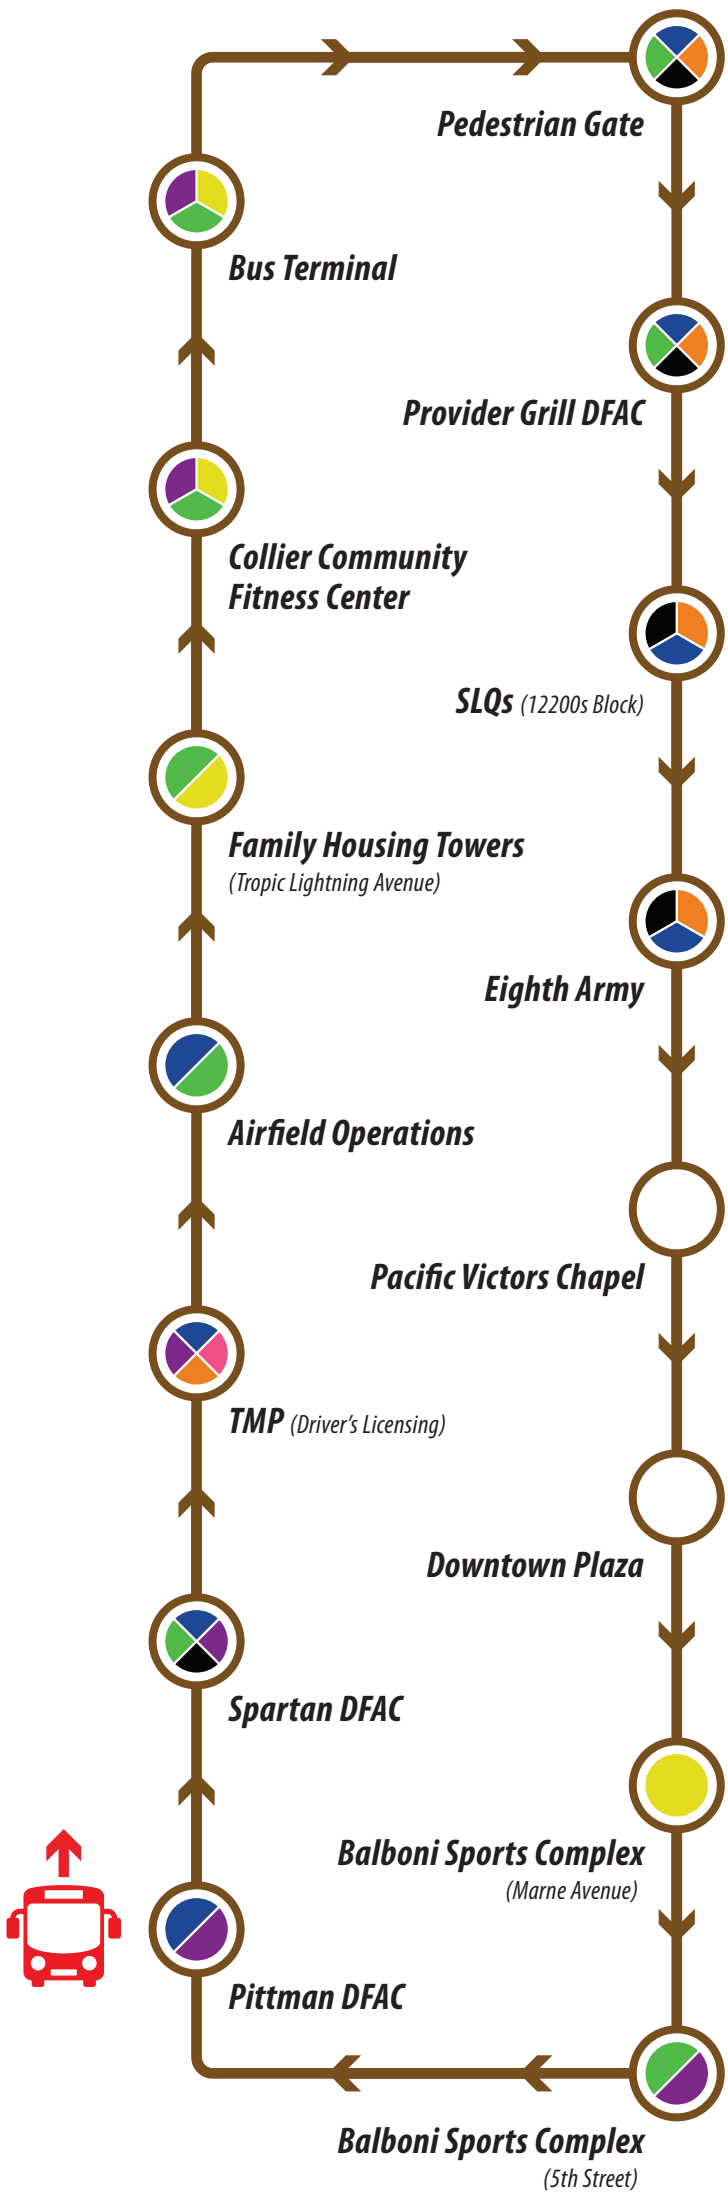 Pedestrian Gate
Bus Terminal
Provider Grill DFAC
Collier Community
Fitness Center
SLQs (12200s Block)
Family Housing Towers
(Tropic Lightning Avenue)
Eighth Army
Airfield Operations
Pacific Victors Chapel
TMP (Driver’s Licensing)
Downtown Plaza
Spartan DFAC
Balboni Sports Complex
(Marne Avenue)
Pittman DFAC
Balboni Sports Complex
(5th Street)